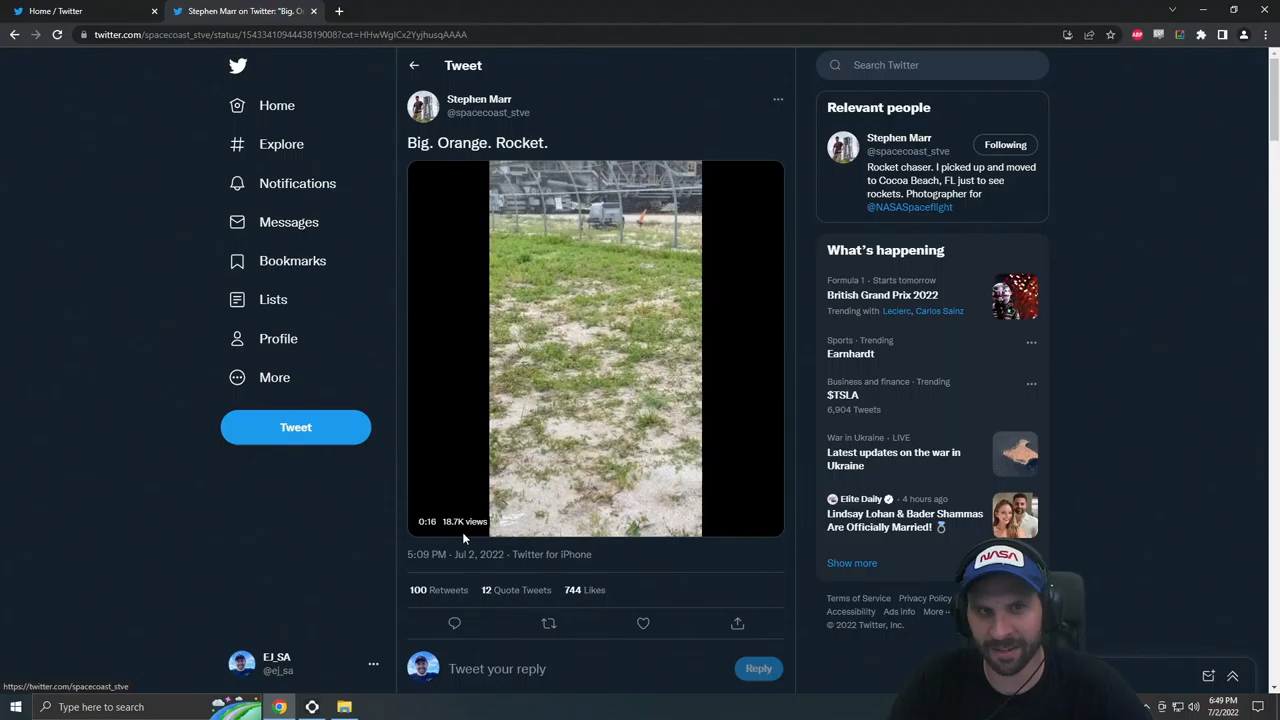 Home / Twitter
Stephen Marr on Twitter: "Big. O
twitter.com/spacecoast_stve/status/1543341094443819008?cxt=HHwWgICx2YyjhusqAAAA
Home
Explore
Notifications
Messages
Bookmarks
Lists
Profile
More
Tweet
EJ_SA
@ej_sa
https://twitter.com/spacecoast_stve
Tweet
Stephen Marr
@spacecoast_stve
Big. Orange. Rocket.
0:16 18.7K views
5:09 PM · Jul 2, 2022 · Twitter for iPhone
100 Retweets 12 Quote Tweets 744 Likes
Tweet your reply
Reply
Search Twitter
Relevant people
Stephen Marr
@spacecoast_stve
Following
Rocket chaser. I picked up and moved
to Cocoa Beach, FL just to see
rockets. Photographer for
@NASASpaceflight
What's happening
Formula 1 · Starts tomorrow
British Grand Prix 2022
Trending with Leclerc, Carlos Sainz
Sports · Trending
Earnhardt
Business and finance · Trending
$TSLA
6,904 Tweets
War in Ukraine · LIVE
Latest updates on the war in
Ukraine
Elite Daily · 4 hours ago
Lindsay Lohan & Bader Shammas
Are Officially Married! 💍
Show more
Terms of Service Privacy Policy
Accessibility Ads info More ··
© 2022 Twitter, Inc.
NASA
ABP
Type here to search
6:49 PM
7/2/2022